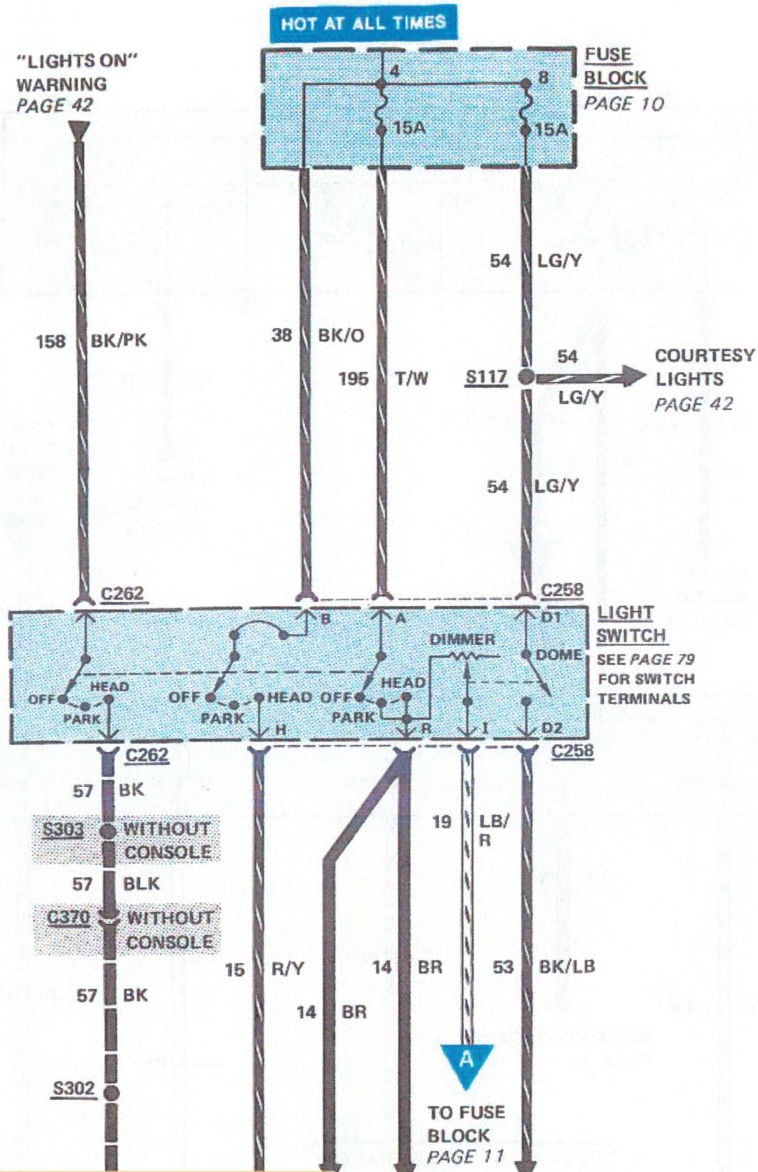 HOT AT ALL TIMES
"LIGHTS ON"
WARNING
PAGE 42
4
8
15A
15A
FUSE
BLOCK
PAGE 10
54 LG/Y
158 BK/PK
38 BK/O
195 T/W
S117
54
LG/Y
COURTESY
LIGHTS
PAGE 42
54 LG/Y
C262
C258
B
A
D1
LIGHT
SWITCH
SEE PAGE 79
FOR SWITCH
TERMINALS
DIMMER
DOME
OFF
HEAD
PARK
OFF
HEAD
PARK
OFF
HEAD
PARK
H
R
I
D2
C262
C258
57 BK
S303 WITHOUT
CONSOLE
57 BLK
C370 WITHOUT
CONSOLE
57 BK
S302
15 R/Y
14 BR
14 BR
19 LB/
R
53 BK/LB
A
TO FUSE
BLOCK
PAGE 11